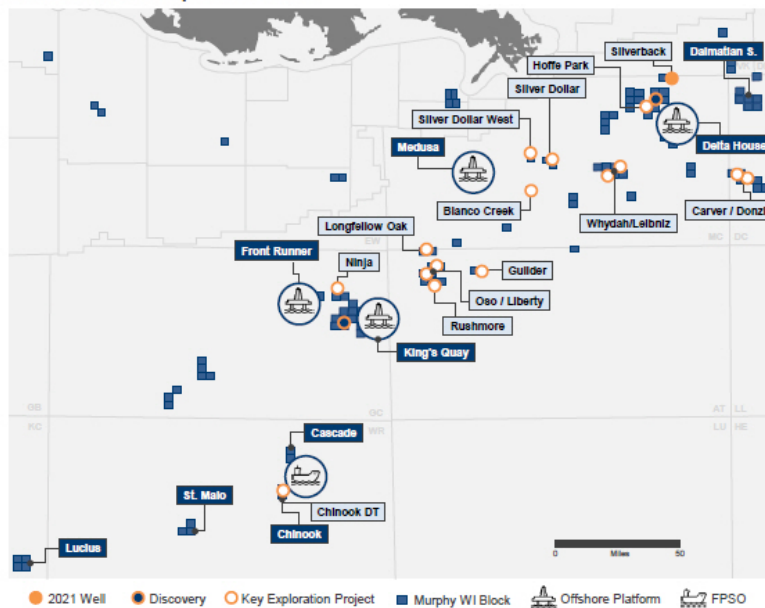 Silverback
Dalmatian S.
Hoffe Park
Silver Dollar
Silver Dollar West
Medusa
Delta House
Blanco Creek
Whydah/Leibniz
Carver / Donzi
Longfellow Oak
EW
MC
DC
Front Runner
Ninja
Guilder
Oso / Liberty
Rushmore
King's Quay
GB
GC
AT
LL
KC
WR
LU
HE
Cascade
St. Malo
Chinook DT
Chinook
Lucius
0
Miles
50
2021 Well
Discovery
Key Exploration Project
Murphy WI Block
Offshore Platform
FPSO